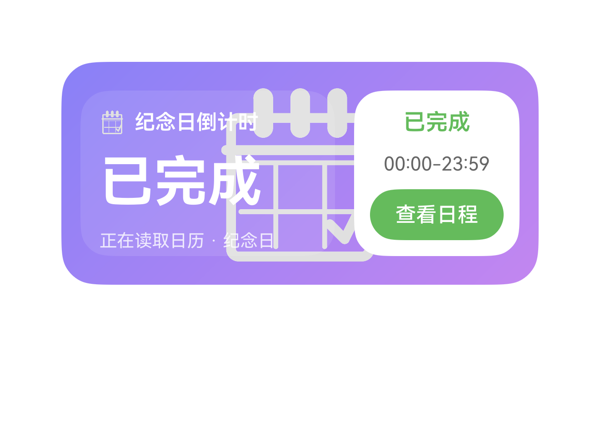 纪念日倒计时
已完成
正在读取日历 · 纪念日
已完成
00:00-23:59
查看日程